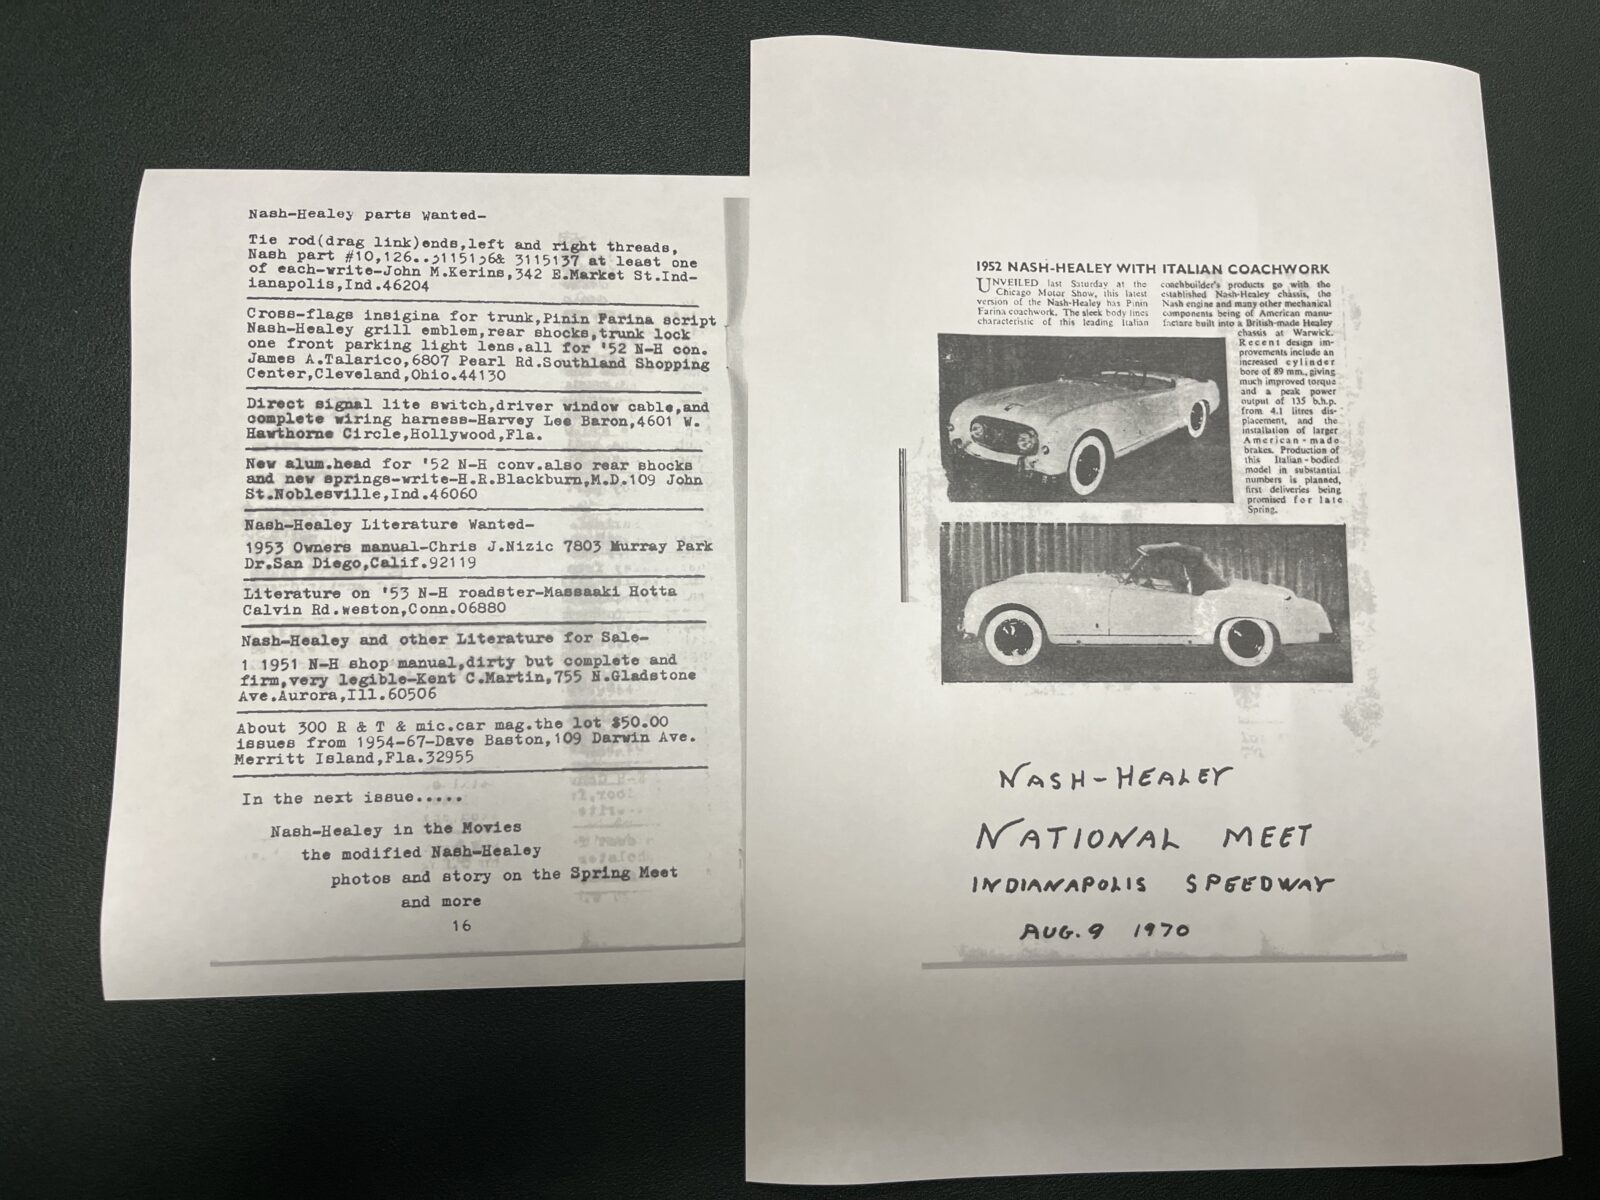 Nash-Healey parts wanted-
Tie rod(drag link)ends,left and right threads,
Nash part #10,126..3115136& 3115137 at least one
of each-write-John M.Kerins,342 E.Market St.Ind-
ianapolis,Ind.46204
Cross-flags insigina for trunk,Pinin Farina script
Nash-Healey grill emblem,rear shocks,trunk lock
one front parking light lens.all for '52 N-H con.
James A.Talarico,6807 Pearl Rd.Southland Shopping
Center,Cleveland,Ohio.44130
Direct signal lite switch,driver window cable,and
complete wiring harness-Harvey Lee Baron,4601 W.
Hawthorne Circle,Hollywood,Fla.
New alum.head for '52 N-H conv.also rear shocks
and new springs-write-H.R.Blackburn,M.D.109 John
St.Noblesville,Ind.46060
Nash-Healey Literature Wanted-
1953 Owners manual-Chris J.Nizic 7803 Murray Park
Dr.San Diego,Calif.92119
Literature on '53 N-H roadster-Massaaki Hotta
Calvin Rd.weston,Conn.06880
Nash-Healey and other Literature for Sale-
1 1951 N-H shop manual,dirty but complete and
firm,very legible-Kent C.Martin,755 N.Gladstone
Ave.Aurora,Ill.60506
About 300 R & T & mic.car mag.the lot $50.00
issues from 1954-67-Dave Baston,109 Darwin Ave.
Merritt Island,Fla.32955
In the next issue.....
Nash-Healey in the Movies
the modified Nash-Healey
photos and story on the Spring Meet
and more
16
1952 NASH-HEALEY WITH ITALIAN COACHWORK
UNVEILED last Saturday at the
Chicago Motor Show, this latest
version of the Nash-Healey has Pinin
Farina coachwork. The sleek body lines
characteristic of this leading Italian
coachbuilder's products go with the
established Nash-Healey chassis, the
Nash engine and many other mechanical
components being of American manu-
facture built into a British-made Healey
chassis at Warwick.
Recent design im-
provements include an
increased cylinder
bore of 89 mm., giving
much improved torque
and a peak power
output of 135 b.h.p.
from 4.1 litres dis-
placement, and the
installation of larger
American-made
brakes. Production of
this Italian-bodied
model in substantial
numbers is planned,
first deliveries being
promised for late
Spring.
NASH-HEALEY
NATIONAL MEET
INDIANAPOLIS SPEEDWAY
AUG. 9 1970